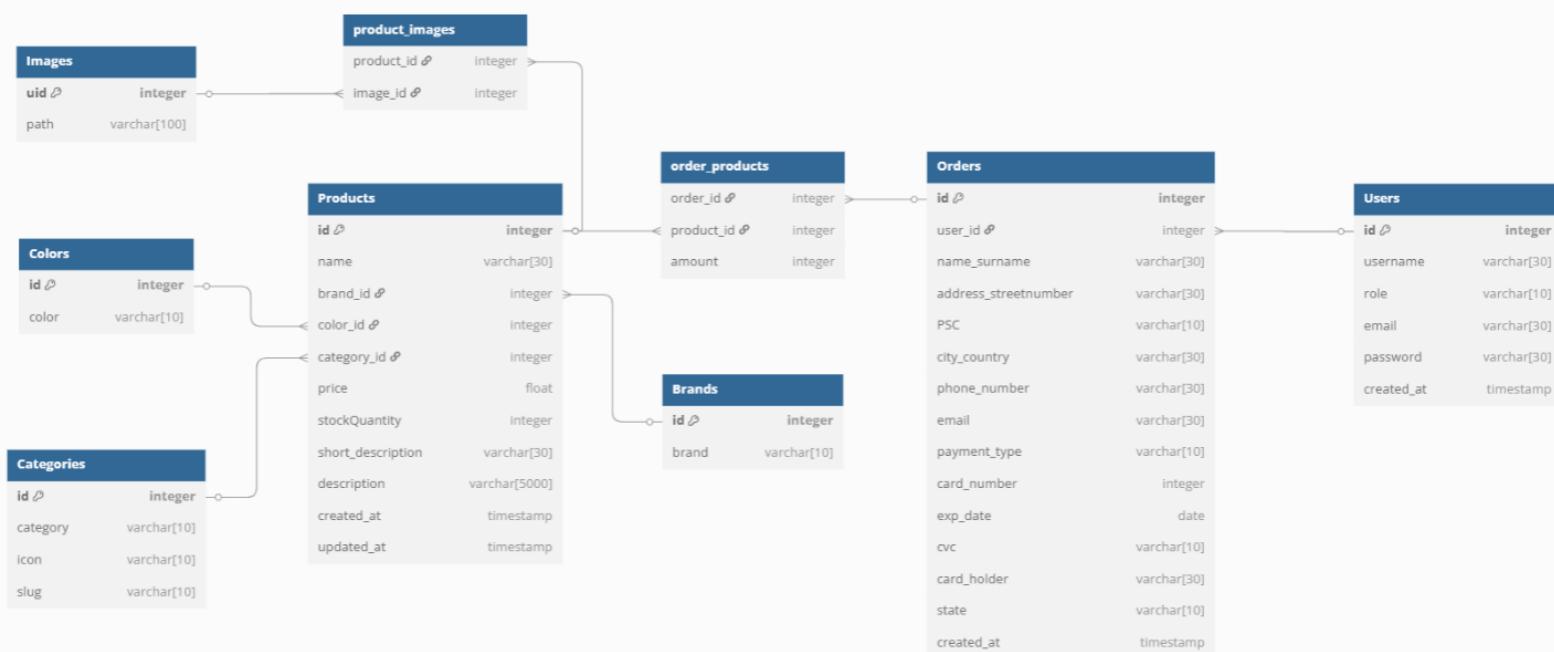 product_images
product_id integer
image_id integer
Images
uid integer
path varchar[100]
order_products
order_id integer
product_id integer
amount integer
Orders
id integer
user_id integer
name_surname varchar[30]
address_streetnumber varchar[30]
PSC varchar[10]
city_country varchar[30]
phone_number varchar[30]
email varchar[30]
payment_type varchar[10]
card_number integer
exp_date date
cvc varchar[10]
card_holder varchar[30]
state varchar[10]
created_at timestamp
Users
id integer
username varchar[30]
role varchar[10]
email varchar[30]
password varchar[30]
created_at timestamp
Products
id integer
name varchar[30]
brand_id integer
color_id integer
category_id integer
price float
stockQuantity integer
short_description varchar[30]
description varchar[5000]
created_at timestamp
updated_at timestamp
Colors
id integer
color varchar[10]
Brands
id integer
brand varchar[10]
Categories
id integer
category varchar[10]
icon varchar[10]
slug varchar[10]